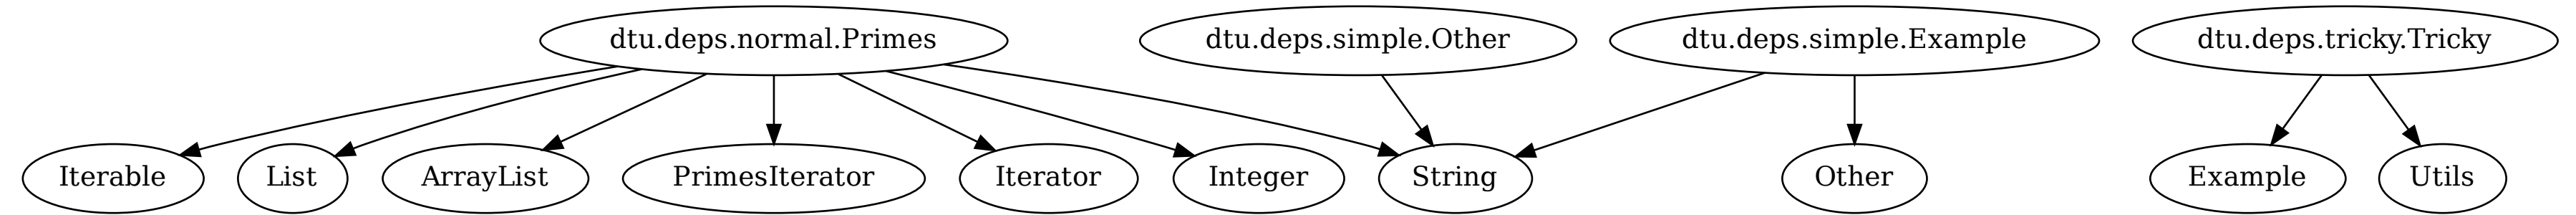 dtu.deps.normal.Primes
dtu.deps.simple.Other
dtu.deps.simple.Example
dtu.deps.tricky.Tricky
Iterable
List
ArrayList
PrimesIterator
Iterator
Integer
String
Other
Example
Utils